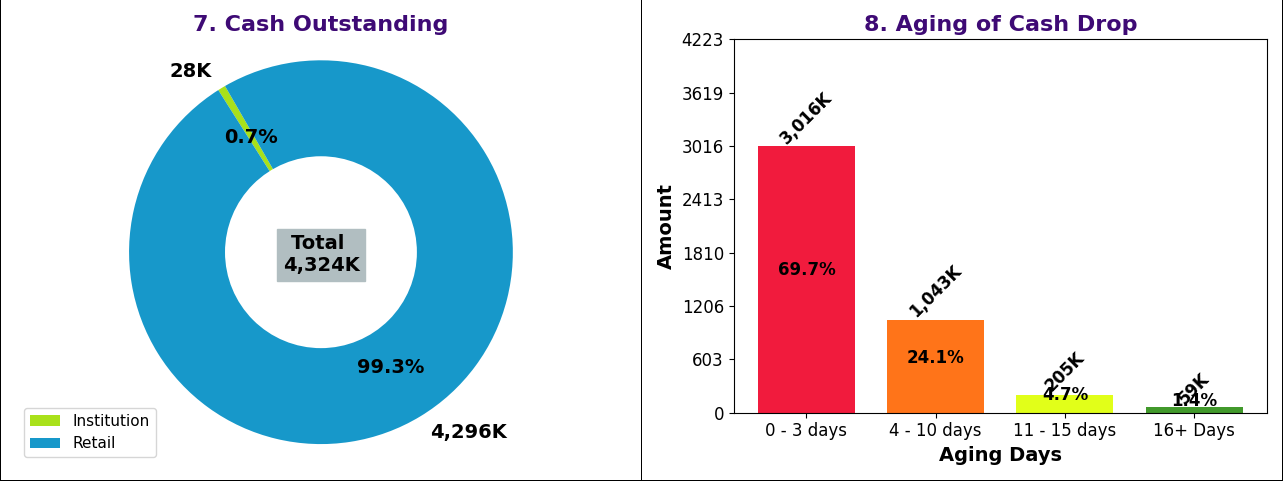 7. Cash Outstanding
28K
0.7%
Total
4,324K
99.3%
4,296K
Institution
Retail
8. Aging of Cash Drop
Amount
4223
3619
3016
2413
1810
1206
603
0
3,016K
69.7%
1,043K
24.1%
205K
4.7%
59K
1.4%
0 - 3 days
4 - 10 days
11 - 15 days
16+ Days
Aging Days